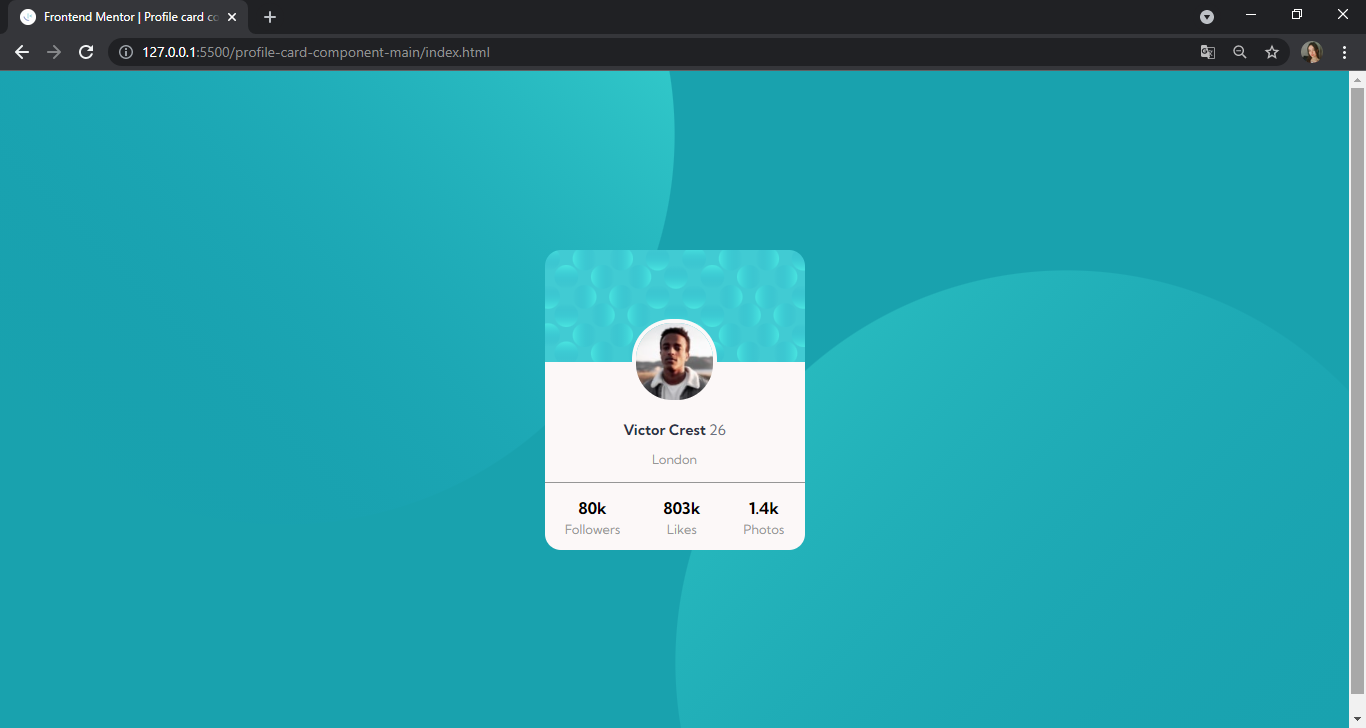 Frontend Mentor | Profile card co
127.0.0.1:5500/profile-card-component-main/index.html
Victor Crest 26
London
80k 803k 1.4k
Followers Likes Photos